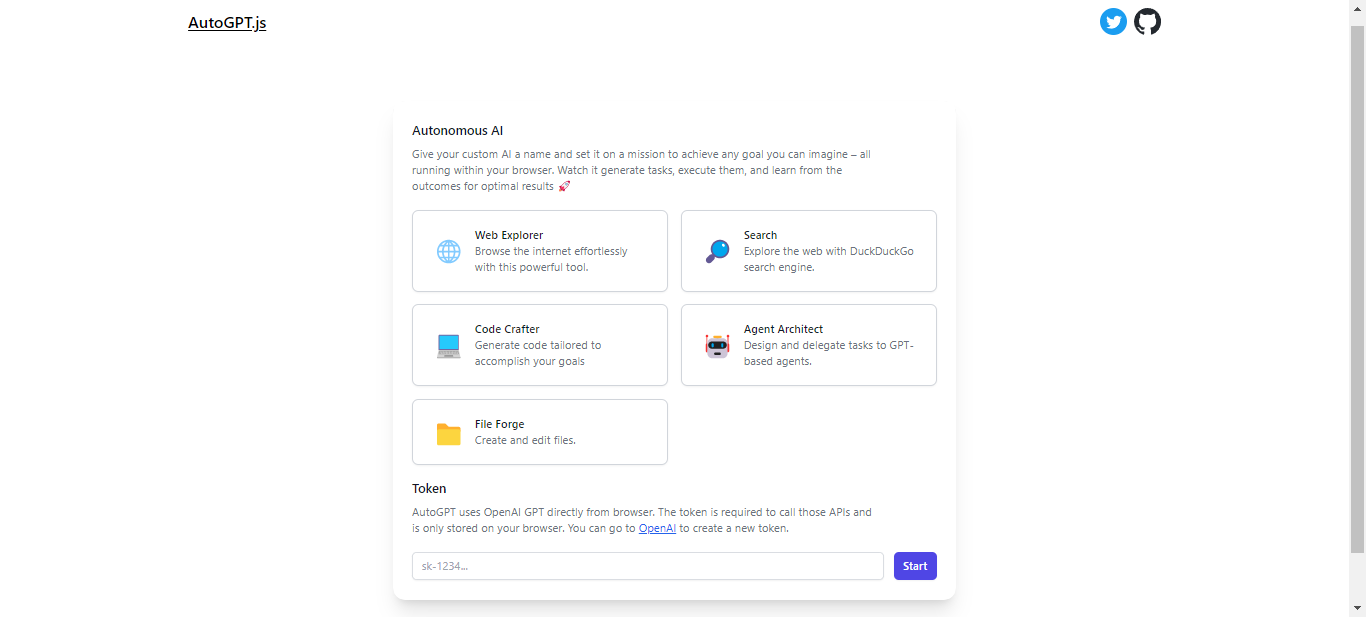 AutoGPT.js
Autonomous AI
Give your custom AI a name and set it on a mission to achieve any goal you can imagine – all
running within your browser. Watch it generate tasks, execute them, and learn from the
outcomes for optimal results 🚀
Web Explorer
Browse the internet effortlessly
with this powerful tool.
Search
Explore the web with DuckDuckGo
search engine.
Code Crafter
Generate code tailored to
accomplish your goals
Agent Architect
Design and delegate tasks to GPT-
based agents.
File Forge
Create and edit files.
Token
AutoGPT uses OpenAI GPT directly from browser. The token is required to call those APIs and
is only stored on your browser. You can go to OpenAI to create a new token.
sk-1234...
Start